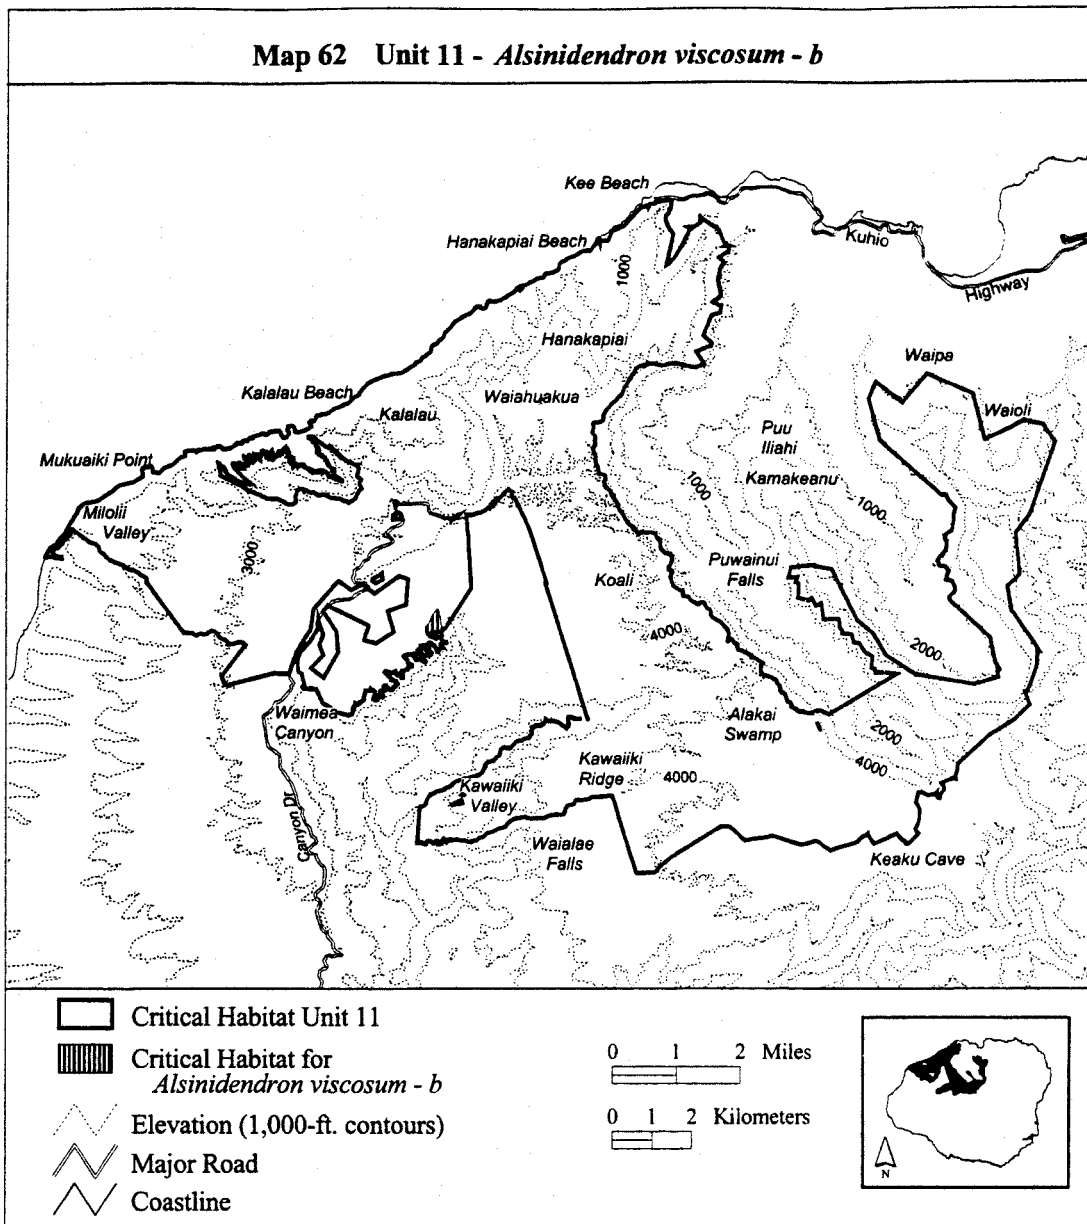 Map 62 Unit 11 - Alsinidendron viscosum - b
Kee Beach
Hanakapiai Beach
Kuhio
1000
Highway
Hanakapiai
Waipa
Kalalau Beach
Waiahuakua
Kalalau
Waioli
Puu
Iliahi
Mukuaiki Point
Kamakeanu
1000
1000
Milolii
Valley
3000
Puwainui
Falls
Koali
4000
2000
Waimea
Canyon
Alakai
Swamp
2000
Kawaiiki
Ridge
4000
4000
Kawaiiki
Valley
Canyon Dr
Waialae
Falls
Keaku Cave
Critical Habitat Unit 11
Critical Habitat for
Alsinidendron viscosum - b
Elevation (1,000-ft. contours)
Major Road
Coastline
0 1 2 Miles
0 1 2 Kilometers
N